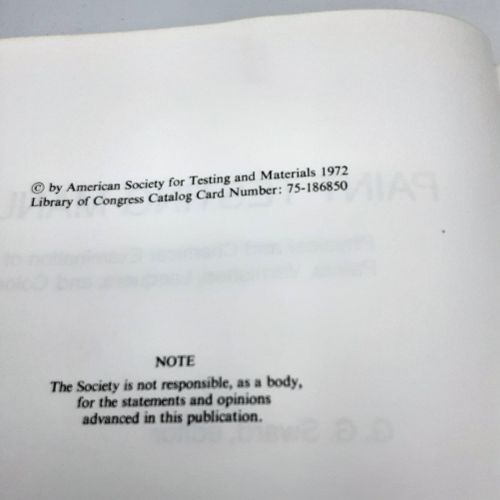 © by American Society for Testing and Materials 1972
Library of Congress Catalog Card Number: 75-186850
NOTE
The Society is not responsible, as a body,
for the statements and opinions
advanced in this publication.